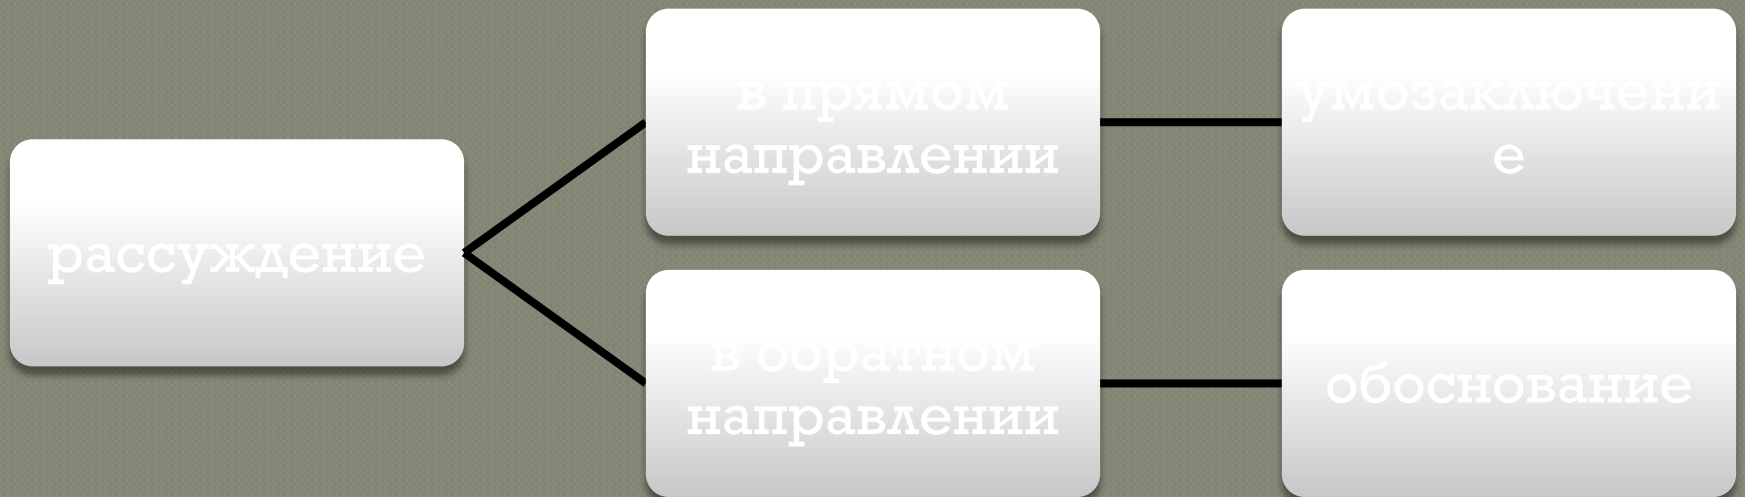 рассуждение
в прямом
направлении
умозаключени
е
в обратном
направлении
обоснование